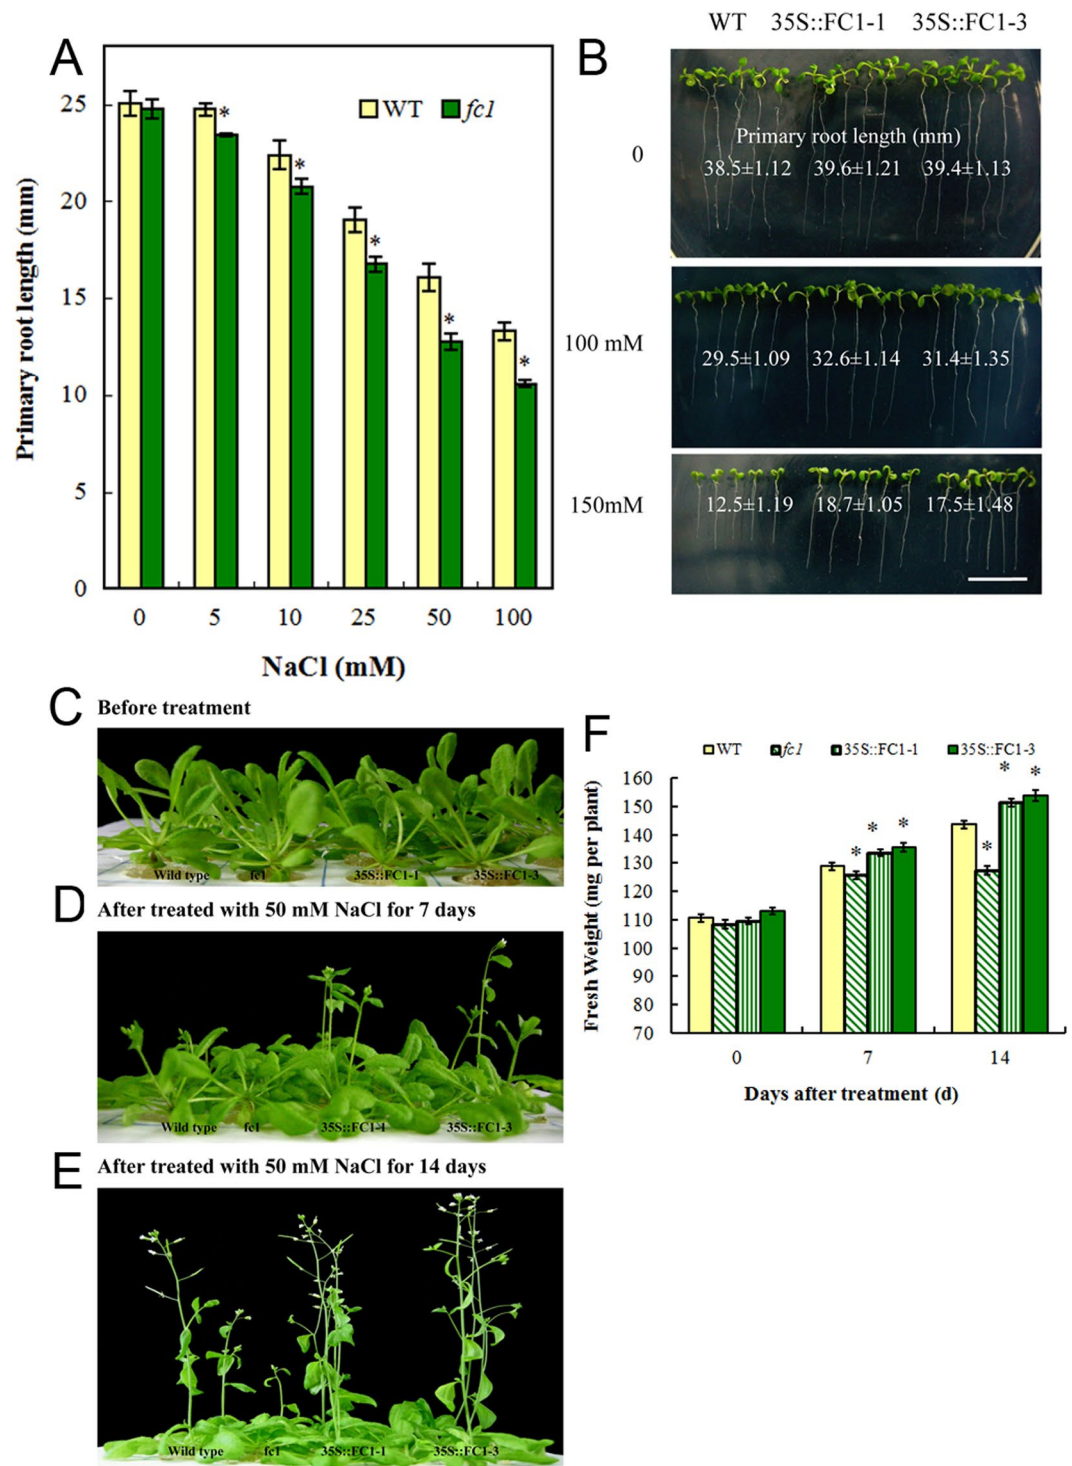 A
25
20
15
10
5
0
Primary root length (mm)
WT fc1
* * * * *
0 5 10 25 50 100
NaCl (mM)
B
WT 35S::FC1-1 35S::FC1-3
0
Primary root length (mm)
38.5±1.12 39.6±1.21 39.4±1.13
100 mM
29.5±1.09 32.6±1.14 31.4±1.35
150mM
12.5±1.19 18.7±1.05 17.5±1.48
C Before treatment
Wild type fc1 35S::FC1-1 35S::FC1-3
D After treated with 50 mM NaCl for 7 days
Wild type fc1 35S::FC1-1 35S::FC1-3
E After treated with 50 mM NaCl for 14 days
Wild type fc1 35S::FC1-1 35S::FC1-3
F
WT fc1 35S::FC1-1 35S::FC1-3
160
150
140
130
120
110
100
90
80
70
Fresh Weight (mg per plant)
* * * * * *
0 7 14
Days after treatment (d)